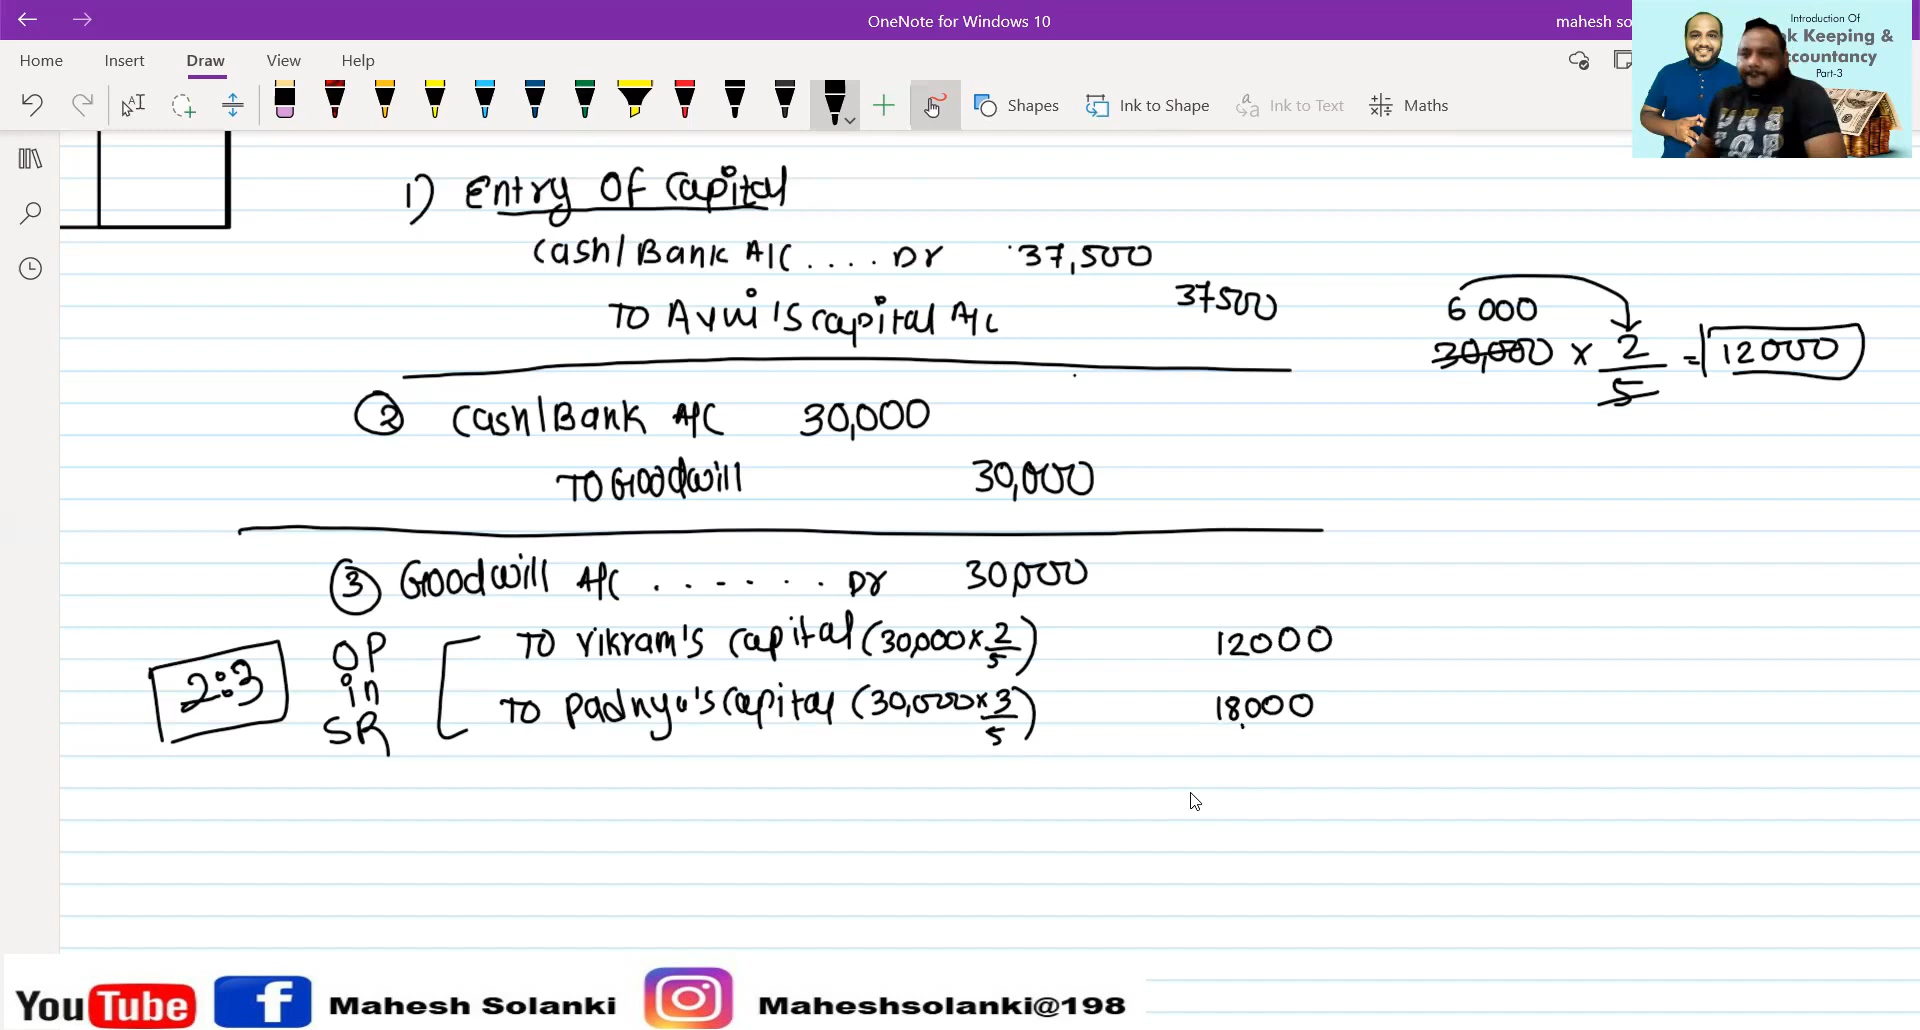 OneNote for Windows 10
mahesh so
Introduction Of
k Keeping &
countancy
Part-3
Home Insert Draw View Help
Shapes Ink to Shape Ink to Text Maths
1) Entry Of Capital
Cash/Bank A/C .... Dr 37,500
To Avni's capital A/c 37500
6 000
30,000 × 2/5 = 12000
② Cash/Bank A/C 30,000
To Goodwill 30,000
③ Goodwill A/c ...... Dr 30,000
OP To Vikram's capital (30,000 × 2/5) 12000
2:3 in
SR To Padnya's capital (30,000 × 3/5) 18,000
YouTube f Mahesh Solanki Maheshsolanki@198